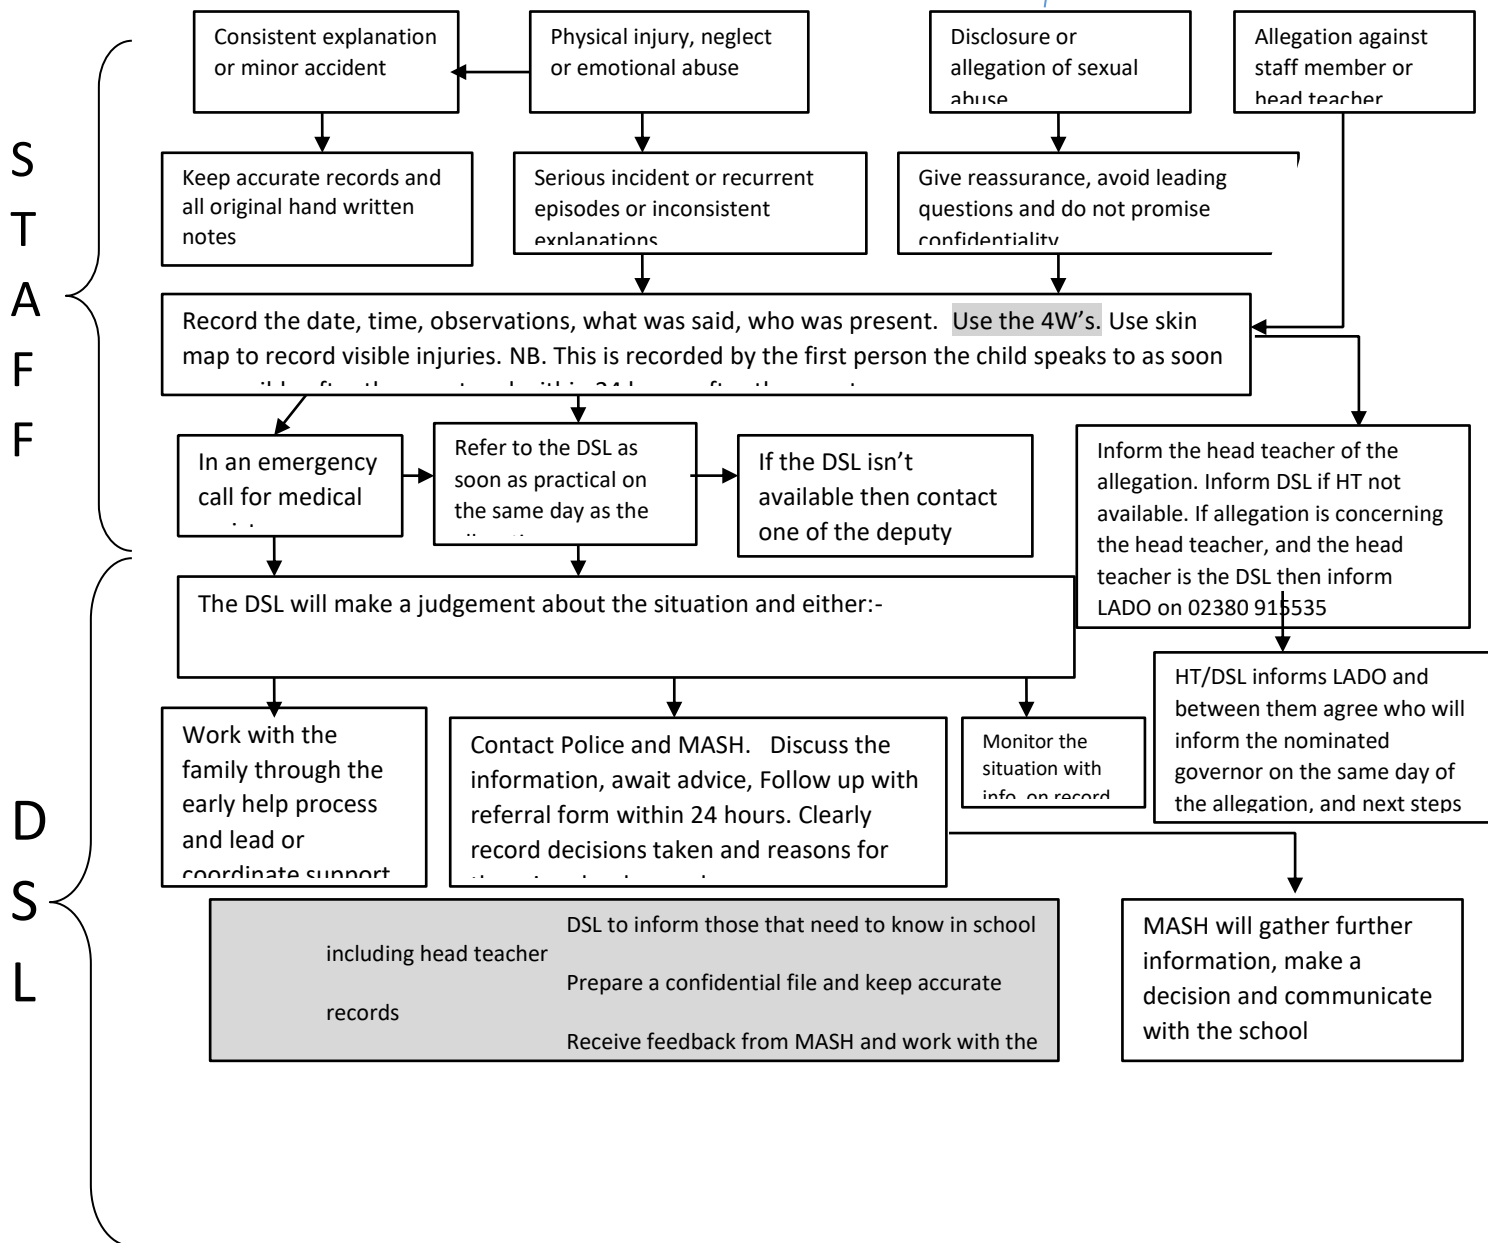 Consistent explanation
or minor accident
Physical injury, neglect
or emotional abuse
Disclosure or
allegation of sexual
abuse
Allegation against
staff member or
head teacher
S
T
A
F
F
Keep accurate records and
all original hand written
notes
Serious incident or recurrent
episodes or inconsistent
explanations
Give reassurance, avoid leading
questions and do not promise
confidentiality
Record the date, time, observations, what was said, who was present. Use the 4W's. Use skin
map to record visible injuries. NB. This is recorded by the first person the child speaks to as soon
In an emergency
call for medical
Refer to the DSL as
soon as practical on
the same day as the
If the DSL isn't
available then contact
one of the deputy
Inform the head teacher of the
allegation. Inform DSL if HT not
available. If allegation is concerning
the head teacher, and the head
teacher is the DSL then inform
LADO on 02380 915535
The DSL will make a judgement about the situation and either:-
D
S
L
Work with the
family through the
early help process
and lead or
coordinate support
Contact Police and MASH. Discuss the
information, await advice, Follow up with
referral form within 24 hours. Clearly
record decisions taken and reasons for
Monitor the
situation with
info. on record
HT/DSL informs LADO and
between them agree who will
inform the nominated
governor on the same day of
the allegation, and next steps
DSL to inform those that need to know in school
including head teacher
Prepare a confidential file and keep accurate
records
Receive feedback from MASH and work with the
MASH will gather further
information, make a
decision and communicate
with the school